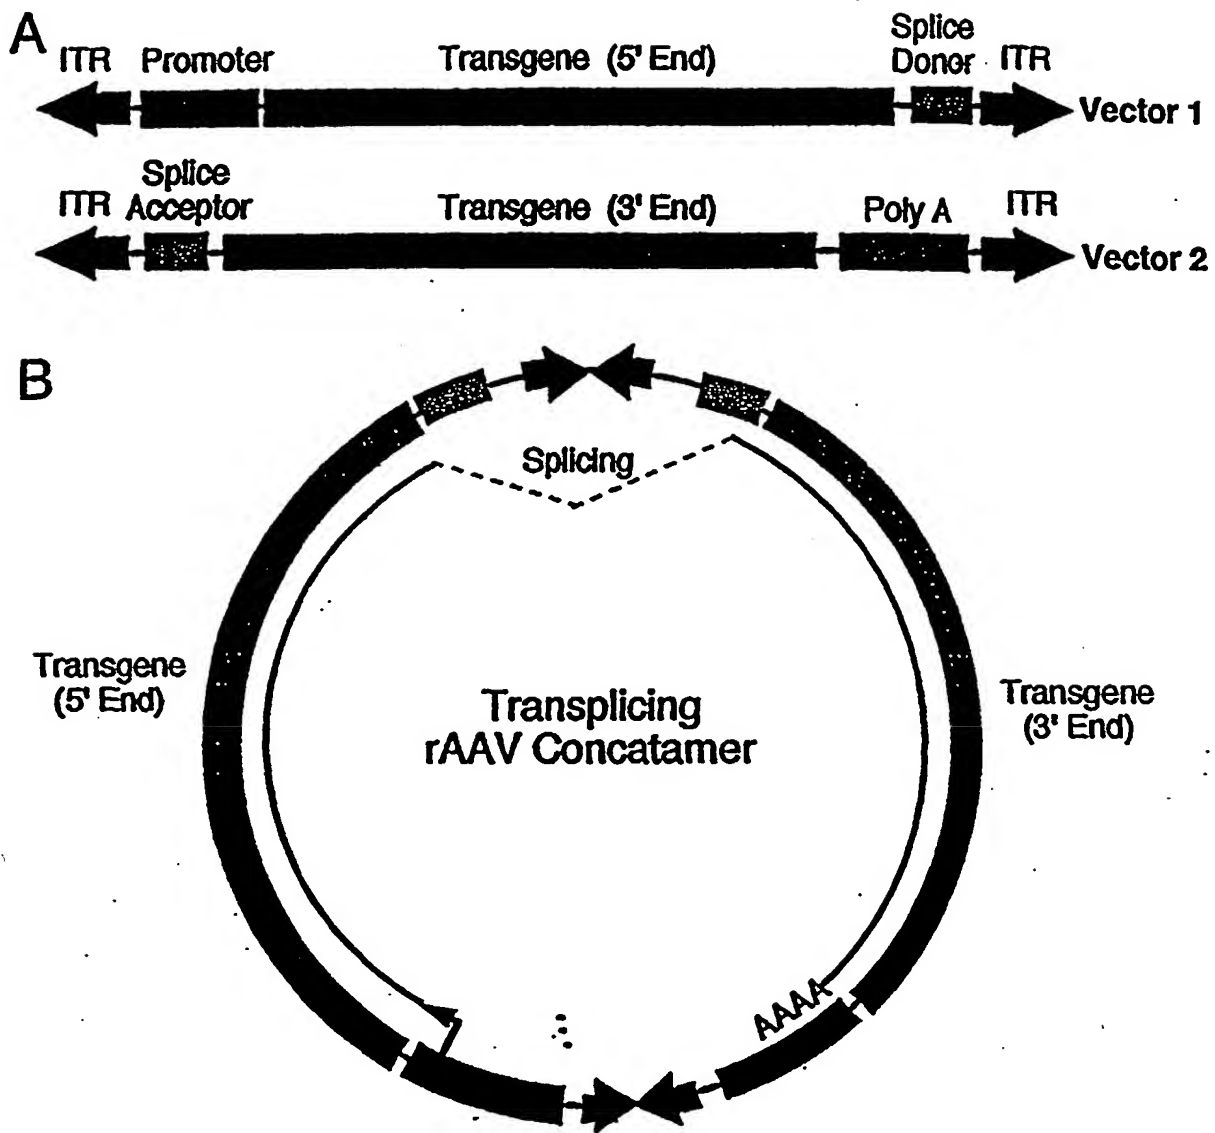 A
ITR Promoter Transgene (5' End) Splice Donor ITR
Vector 1
ITR Splice Acceptor Transgene (3' End) Poly A ITR
Vector 2
B
Splicing
Transgene
(5' End)
Transplicing
rAAV Concatamer
Transgene
(3' End)
AAAA